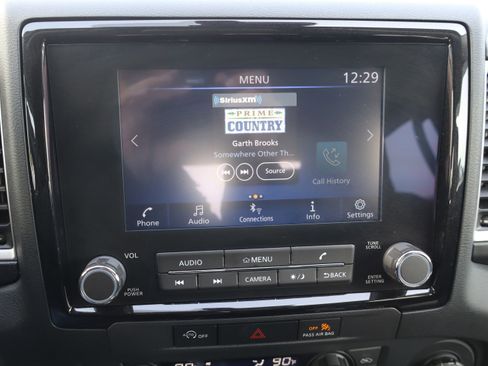 MENU
12:29
SiriusXM
PRIME
COUNTRY
Garth Brooks
Somewhere Other Th...
Source
Call History
Phone
Audio
Connections
Info
Settings
VOL
AUDIO
MENU
TUNE
SCROLL
PUSH
POWER
CAMERA
BACK
ENTER
SETTING
OFF
OFF
PASS AIR BAG
90